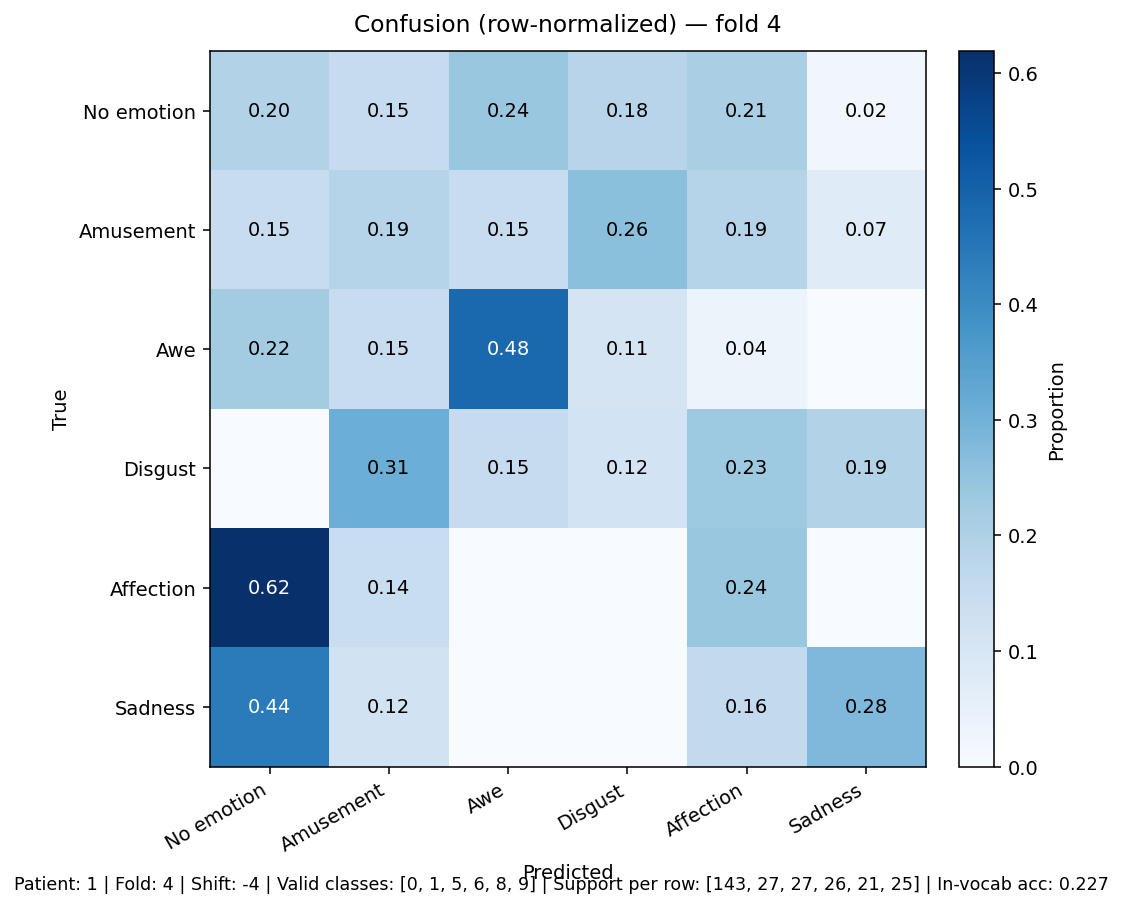 Confusion (row-normalized) — fold 4
No emotion 0.20 0.15 0.24 0.18 0.21 0.02
Amusement 0.15 0.19 0.15 0.26 0.19 0.07
Awe 0.22 0.15 0.48 0.11 0.04
Disgust 0.31 0.15 0.12 0.23 0.19
Affection 0.62 0.14 0.24
Sadness 0.44 0.12 0.16 0.28
True
No emotion Amusement Awe Disgust Affection Sadness
Predicted
0.6
0.5
0.4
0.3
0.2
0.1
0.0
Proportion
Patient: 1 | Fold: 4 | Shift: -4 | Valid classes: [0, 1, 5, 6, 8, 9] | Support per row: [143, 27, 27, 26, 21, 25] | In-vocab acc: 0.227